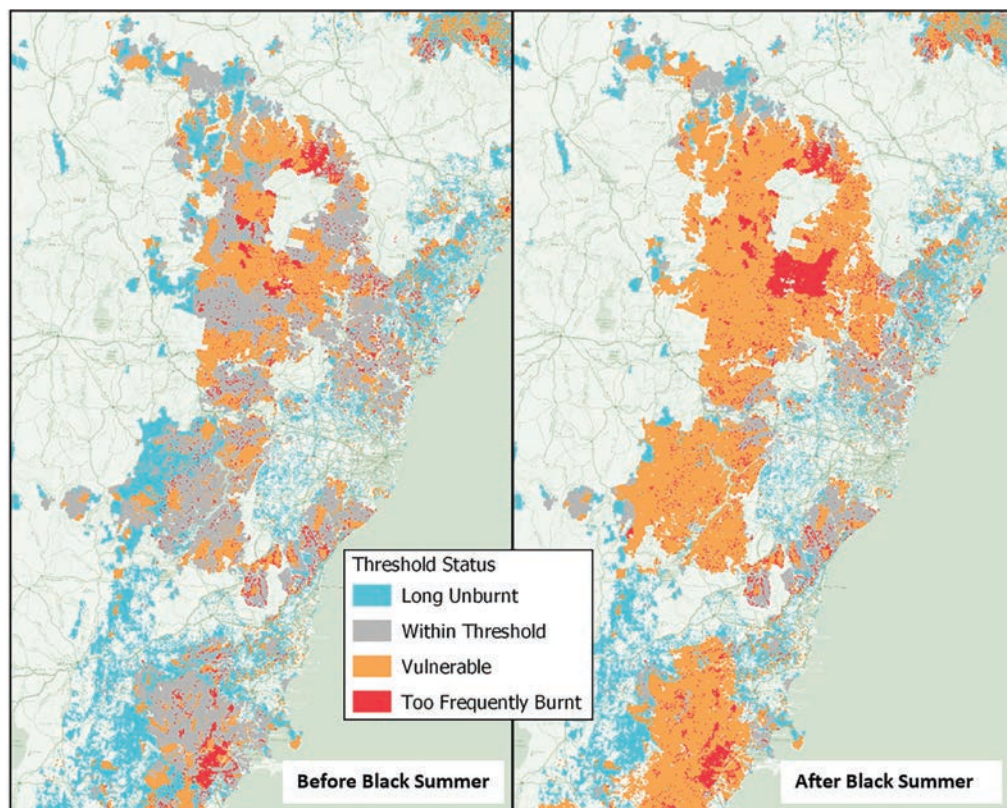 Threshold Status
Long Unburnt
Within Threshold
Vulnerable
Too Frequently Burnt
Before Black Summer
After Black Summer